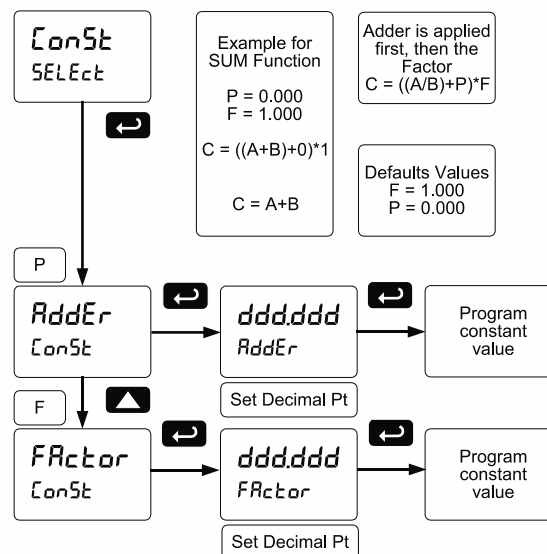 ConSt
SELEct
Example for
SUM Function
P = 0.000
F = 1.000
C = ((A+B)+0)*1
C = A+B
Adder is applied
first, then the
Factor
C = ((A/B)+P)*F
Defaults Values
F = 1.000
P = 0.000
P
AddEr
ConSt
ddd.ddd
AddEr
Program
constant
value
Set Decimal Pt
F
FActor
ConSt
ddd.ddd
FActor
Program
constant
value
Set Decimal Pt